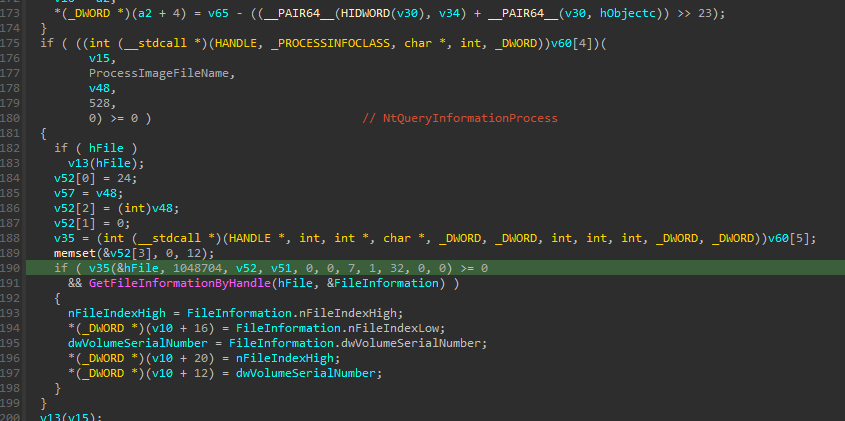 173 *(_DWORD *)(a2 + 4) = v65 - ((__PAIR64__(HIDWORD(v30), v34) + __PAIR64__(v30, hObjectc)) >> 23);
174 }
175 if ( ((int (__stdcall *)(HANDLE, _PROCESSINFOCLASS, char *, int, _DWORD))v60[4])(
176 v15,
177 ProcessImageFileName,
178 v48,
179 528,
180 0) >= 0 ) // NtQueryInformationProcess
181 {
182 if ( hFile )
183 v13(hFile);
184 v52[0] = 24;
185 v57 = v48;
186 v52[2] = (int)v48;
187 v52[1] = 0;
188 v35 = (int (__stdcall *)(HANDLE *, int, int *, char *, _DWORD, _DWORD, int, int, int, _DWORD, _DWORD))v60[5];
189 memset(&v52[3], 0, 12);
190 if ( v35(&hFile, 1048704, v52, v51, 0, 0, 7, 1, 32, 0, 0) >= 0
191 && GetFileInformationByHandle(hFile, &FileInformation) )
192 {
193 nFileIndexHigh = FileInformation.nFileIndexHigh;
194 *(_DWORD *)(v10 + 16) = FileInformation.nFileIndexLow;
195 dwVolumeSerialNumber = FileInformation.dwVolumeSerialNumber;
196 *(_DWORD *)(v10 + 20) = nFileIndexHigh;
197 *(_DWORD *)(v10 + 12) = dwVolumeSerialNumber;
198 }
199 }
200 v13(v15);